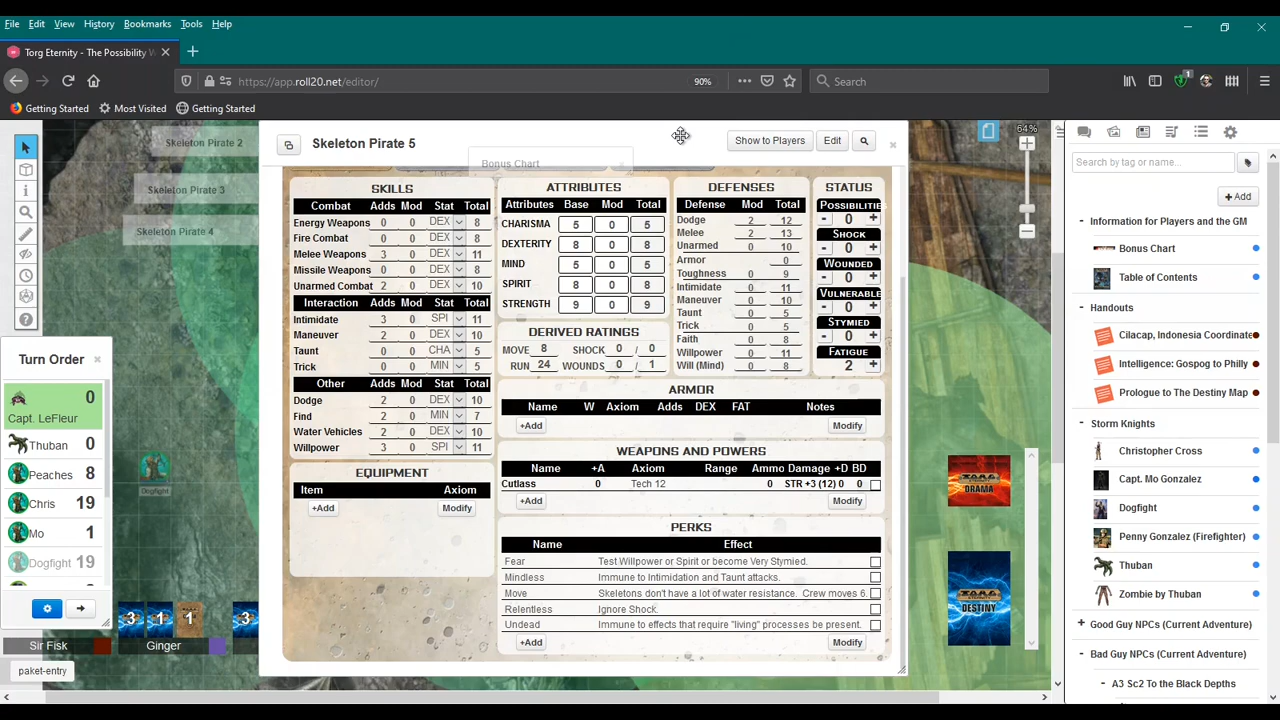 File Edit View History Bookmarks Tools Help
Torg Eternity - The Possibility W
https://app.roll20.net/editor/ 90% Search
Getting Started Most Visited Getting Started
Skeleton Pirate 2
Skeleton Pirate 3
Skeleton Pirate 4
Skeleton Pirate 5 Show to Players Edit
Bonus Chart
64%
SKILLS
Combat Adds Mod Stat Total
Energy Weapons 0 0 DEX 8
Fire Combat 0 0 DEX 8
Melee Weapons 3 0 DEX 11
Missile Weapons 0 0 DEX 8
Unarmed Combat 2 0 DEX 10
Interaction Adds Mod Stat Total
Intimidate 3 0 SPI 11
Maneuver 2 0 DEX 10
Taunt 0 0 CHA 5
Trick 0 0 MIN 5
Other Adds Mod Stat Total
Dodge 2 0 DEX 10
Find 2 0 MIN 7
Water Vehicles 2 0 DEX 10
Willpower 3 0 SPI 11
EQUIPMENT
Item Axiom
+Add Modify
ATTRIBUTES
Attributes Base Mod Total
CHARISMA 5 0 5
DEXTERITY 8 0 8
MIND 5 0 5
SPIRIT 8 0 8
STRENGTH 9 0 9
DERIVED RATINGS
MOVE 8 SHOCK 0 / 0
RUN 24 WOUNDS 0 / 1
DEFENSES
Defense Mod Total
Dodge 2 12
Melee 2 13
Unarmed 0 10
Armor 0
Toughness 0 9
Intimidate 0 11
Maneuver 0 10
Taunt 0 5
Trick 0 5
Faith 0 8
Willpower 0 11
Will (Mind) 0 8
STATUS
POSSIBILITIES
- 0 +
SHOCK
- 0 +
WOUNDED
- 0 +
VULNERABLE
- 0 +
STYMIED
- 0 +
FATIGUE
2 +
ARMOR
Name W Axiom Adds DEX FAT Notes
+Add Modify
WEAPONS AND POWERS
Name +A Axiom Range Ammo Damage +D BD
Cutlass 0 Tech 12 0 STR +3 (12) 0 0
+Add Modify
PERKS
Name Effect
Fear Test Willpower or Spirit or become Very Stymied.
Mindless Immune to Intimidation and Taunt attacks.
Move Skeletons don't have a lot of water resistance. Crew moves 6.
Relentless Ignore Shock.
Undead Immune to effects that require "living" processes be present.
+Add Modify
Turn Order
0
Capt. LeFleur
Thuban 0
Peaches 8
Chris 19
Mo 1
Dogfight 19
Dogfight
3 1 1 3
Sir Fisk Ginger
paket-entry
TORG
ETERNITY
DRAMA
TORG
ETERNITY
DESTINY
Search by tag or name...
+ Add
- Information for Players and the GM
Bonus Chart
Table of Contents
- Handouts
Cilacap, Indonesia Coordinate
Intelligence: Gospog to Philly
Prologue to The Destiny Map
- Storm Knights
Christopher Cross
Capt. Mo Gonzalez
Dogfight
Penny Gonzalez (Firefighter)
Thuban
Zombie by Thuban
+ Good Guy NPCs (Current Adventure)
- Bad Guy NPCs (Current Adventure)
- A3 Sc2 To the Black Depths